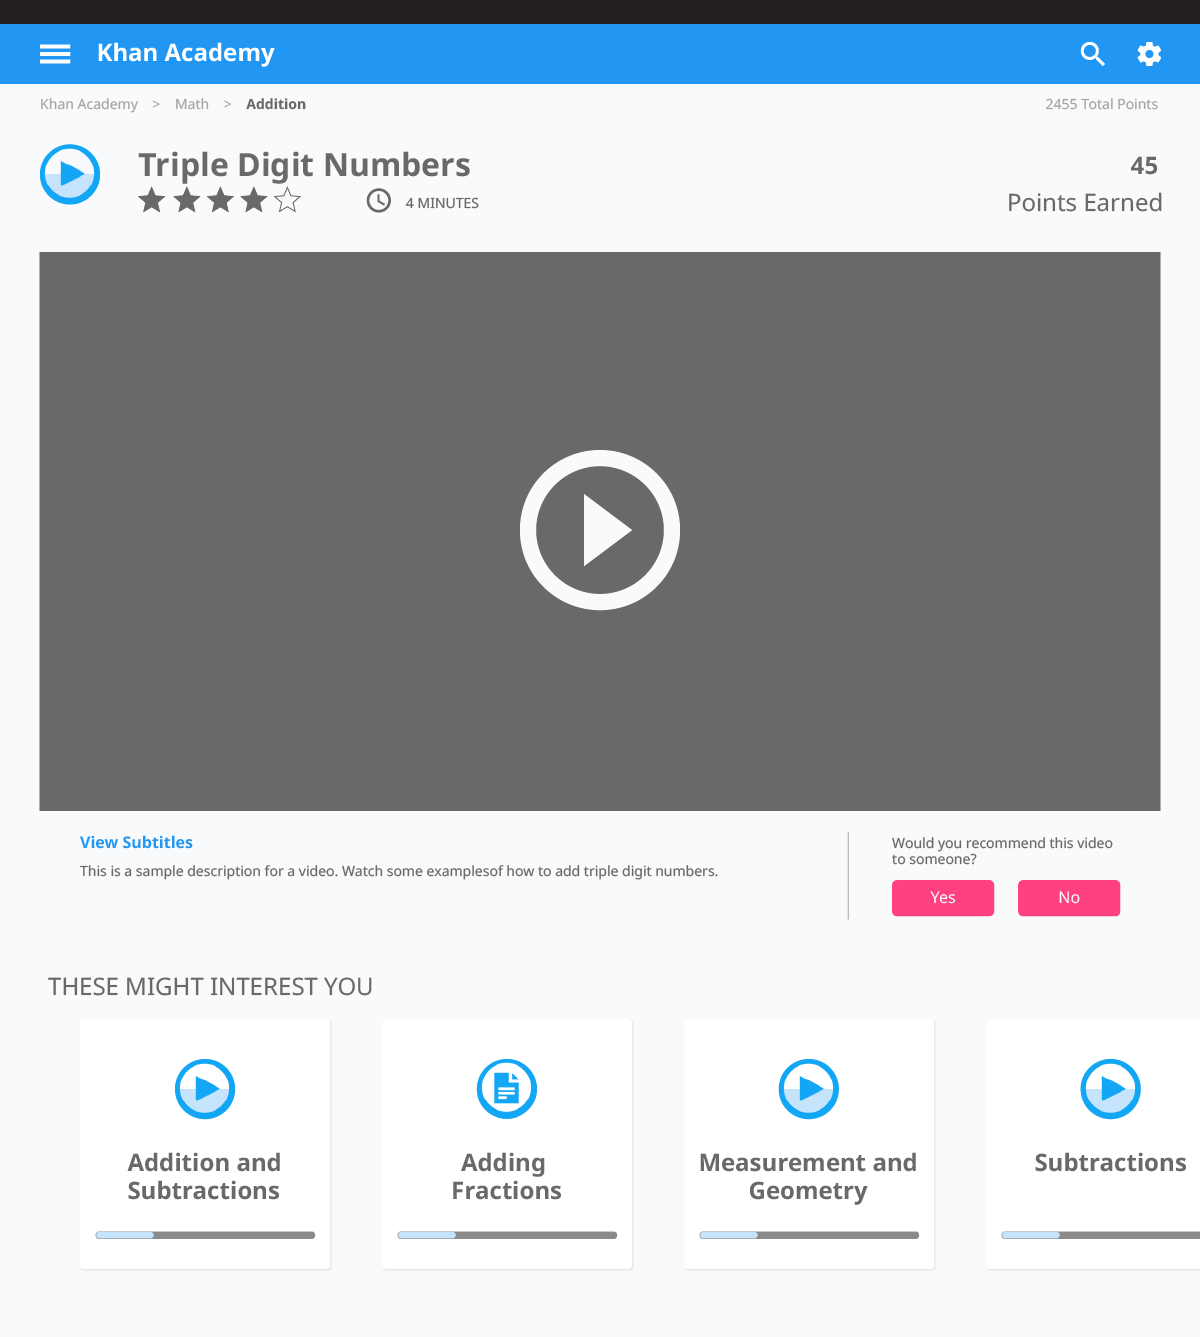 Khan Academy
Khan Academy > Math > Addition
2455 Total Points
Triple Digit Numbers
4 MINUTES
45
Points Earned
View Subtitles
This is a sample description for a video. Watch some examplesof how to add triple digit numbers.
Would you recommend this video
to someone?
Yes
No
THESE MIGHT INTEREST YOU
Addition and
Subtractions
Adding
Fractions
Measurement and
Geometry
Subtractions